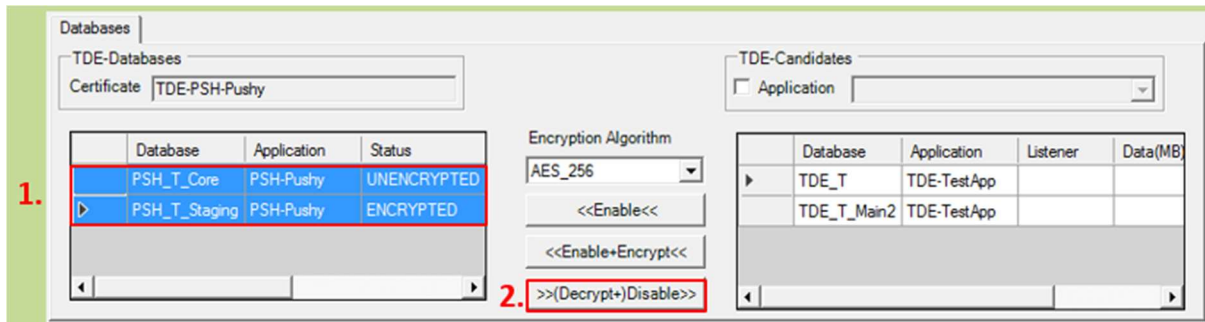 Databases
TDE-Databases
Certificate TDE-PSH-Pushy
TDE-Candidates
Application
Database Application Status
1. PSH_T_Core PSH-Pushy UNENCRYPTED
PSH_T_Staging PSH-Pushy ENCRYPTED
Encryption Algorithm
AES_256
<<Enable<<
<<Enable+Encrypt<<
2. >>(Decrypt+)Disable>>
Database Application Listener Data(MB)
TDE_T TDE-TestApp
TDE_T_Main2 TDE-TestApp